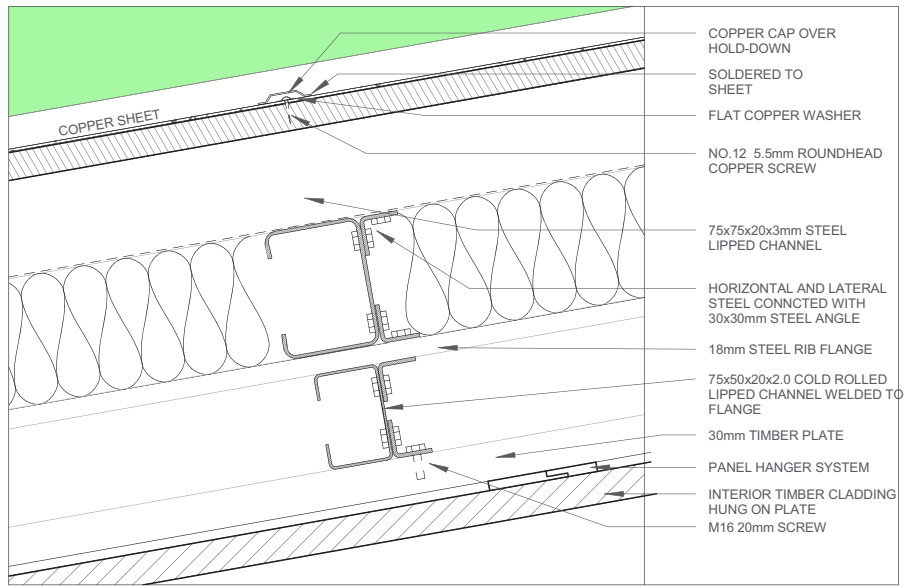 COPPER CAP OVER
HOLD-DOWN
SOLDERED TO
SHEET
COPPER SHEET
FLAT COPPER WASHER
NO.12 5.5mm ROUNDHEAD
COPPER SCREW
75x75x20x3mm STEEL
LIPPED CHANNEL
HORIZONTAL AND LATERAL
STEEL CONNCTED WITH
30x30mm STEEL ANGLE
18mm STEEL RIB FLANGE
75x50x20x2.0 COLD ROLLED
LIPPED CHANNEL WELDED TO
FLANGE
30mm TIMBER PLATE
PANEL HANGER SYSTEM
INTERIOR TIMBER CLADDING
HUNG ON PLATE
M16 20mm SCREW